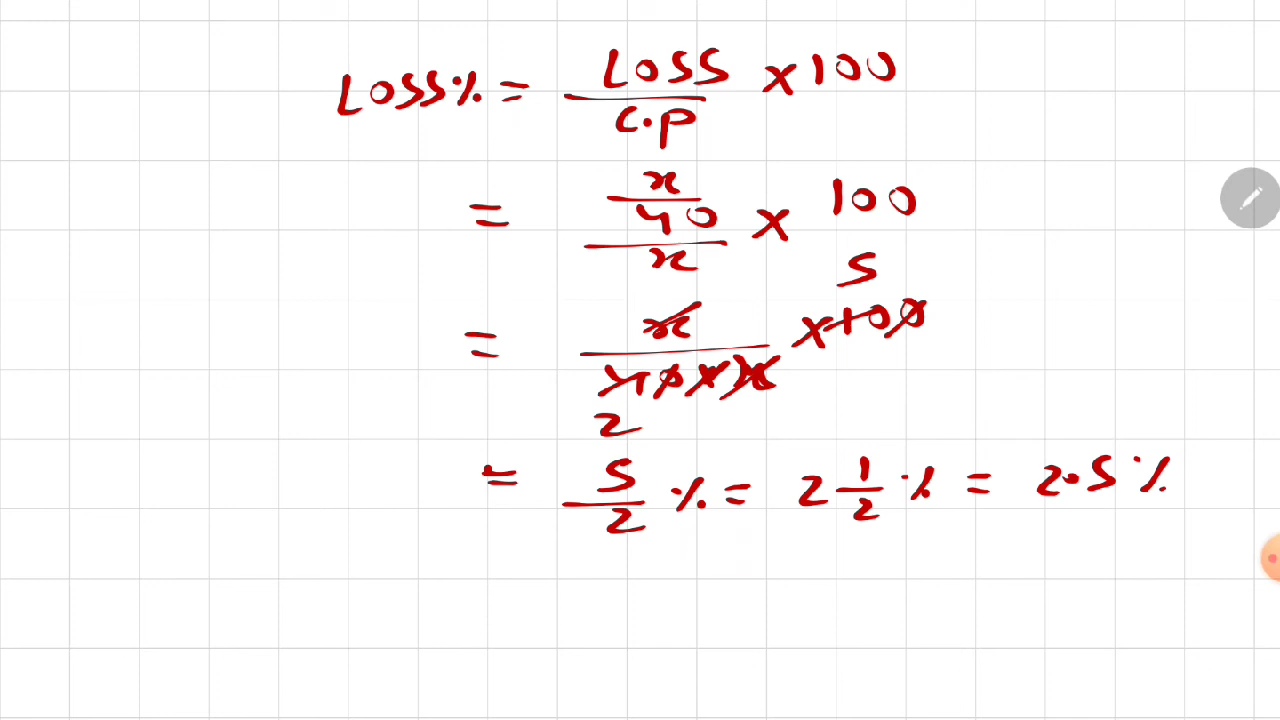 LOSS% = LOSS/C.P × 100
= x/40/x × 100
5
= x/40×x × 100
2
= 5/2 % = 2 1/2 % = 2.5 %